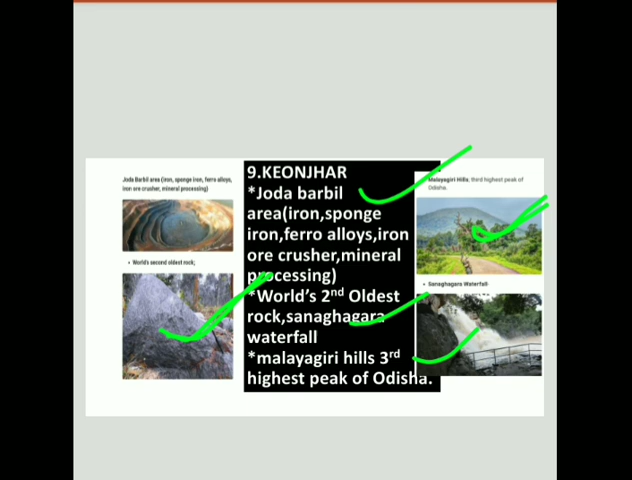 Joda Barbil area (iron, sponge iron, ferro alloys,
iron ore crusher, mineral processing)
• World's second oldest rock;
9.KEONJHAR
*Joda barbil
area(iron,sponge
iron,ferro alloys,iron
ore crusher,mineral
processing)
*World's 2nd Oldest
rock,sanaghagara
waterfall
*malayagiri hills 3rd
highest peak of Odisha.
Malayagiri Hills; third highest peak of
Odisha.
• Sanaghagara Waterfall